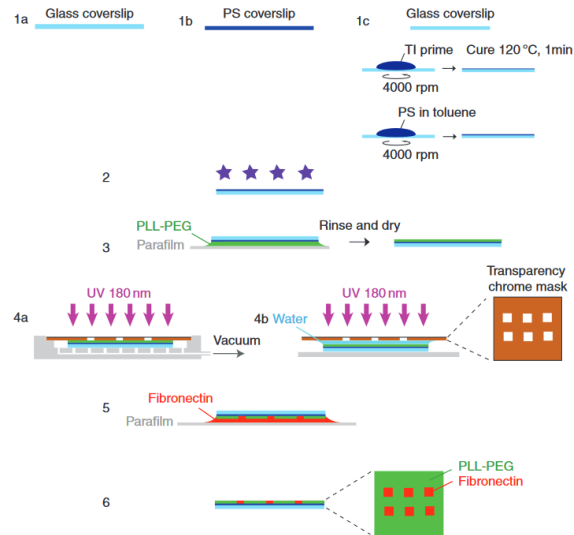 1a Glass coverslip
1b PS coverslip
1c Glass coverslip
TI prime
Cure 120 °C, 1min
4000 rpm
PS in toluene
4000 rpm
2
3
PLL-PEG
Parafilm
Rinse and dry
4a
UV 180 nm
Vacuum
4b Water
UV 180 nm
Transparency
chrome mask
5
Fibronectin
Parafilm
6
PLL-PEG
Fibronectin